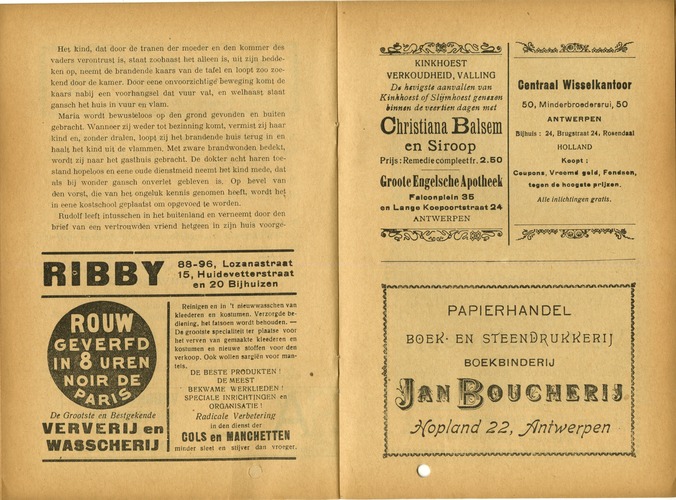 Het kind, dat door de tranen der moeder en den kommer des
vaders verontrust is, staat zoohaast het alleen is, uit zijn bedde-
ken op, neemt de brandende kaars van de tafel en loopt zoo zoe-
kend door de kamer. Door eene onvoorzichtige beweging komt de
kaars nabij een voorhangsel dat vuur vat, en welhaast staat
gansch het huis in vuur en vlam.
Maria wordt bewusteloos op den grond gevonden en buiten
gebracht. Wanneer zij weder tot bezinning komt, vermist zij haar
kind en, zonder dralen, loopt zij het brandende huis terug in en
haalt het kind uit de vlammen. Met zware brandwonden bedekt,
wordt zij naar het gasthuis gebracht. De dokter acht haren toe-
stand hopeloos en eene oude dienstmeid neemt het kind mede, dat
als bij wonder gansch onverlet gebleven is. Op bevel van
den vorst, die van het ongeluk kennis genomen heeft, wordt het
in eene kostschool geplaatst om opgevoed te worden.
Rudolf leeft intusschen in het buitenland en verneemt door den
brief van een vertrouwden vriend hetgeen in zijn huis voorge-
RIBBY
88-96, Lozanastraat
15, Huidevetterstraat
en 20 Bijhuizen
ROUW
GEVERFD
IN 8 UREN
NOIR DE
PARIS
De Grootste en Bestgekende
VERVERIJ en
WASSCHERIJ
Reinigen en in 't nieuwwasschen van
kleederen en kostumen. Verzorgde be-
diening, het fatsoen wordt behouden. —
De grootste specialiteit ter plaatse voor
het verven van gemaakte kleederen en
kostumen en nieuwe stoffen voor den
verkoop. Ook wollen sargiën voor man-
tels.
DE BESTE PRODUKTEN!
DE MEEST
BEKWAME WERKLIEDEN!
SPECIALE INRICHTINGEN en
ORGANISATIE!
Radicale Verbetering
in den dienst der
COLS en MANCHETTEN
minder steel en stijver dan vroeger.
KINKHOEST
VERKOUDHEID, VALLING
De hevigste aanvallen van
Kinkhoest of Slijmhoest genezen
binnen de veertien dagen met
Christiana Balsem
en Siroop
Prijs: Remedie compleet fr. 2.50
Groote Engelsche Apotheek
Falconplein 35
en Lange Koepoortstraat 24
ANTWERPEN
Centraal Wisselkantoor
50, Minderbroedersrui, 50
ANTWERPEN
Bijhuis: 24, Brugstraat 24, Rosendaal
HOLLAND
Koopt:
Coupons, Vreemd geld, Fondsen,
tegen de hoogste prijzen.
Alle inlichtingen gratis.
PAPIERHANDEL
BOEK- EN STEENDRUKKERIJ
BOEKBINDERIJ
JAN BOUCHERIJ
Hopland 22, Antwerpen